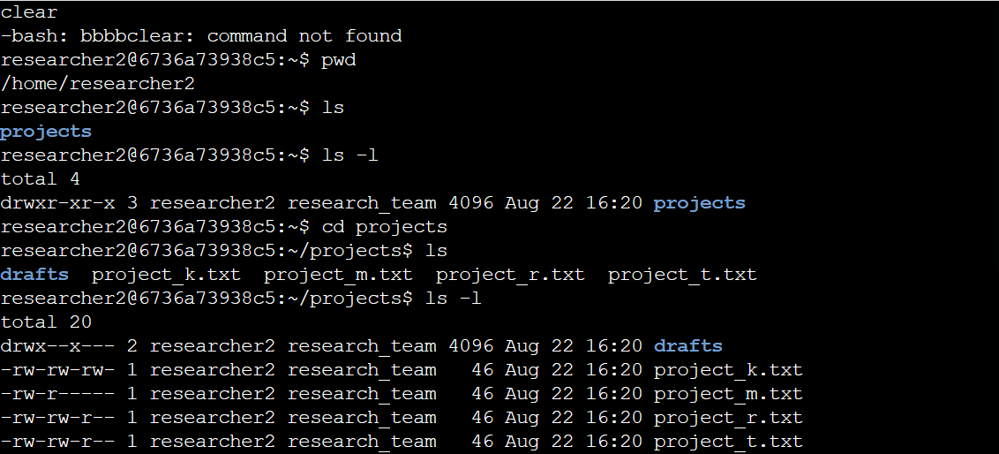 clear
-bash: bbbbclear: command not found
researcher2@6736a73938c5:~$ pwd
/home/researcher2
researcher2@6736a73938c5:~$ ls
projects
researcher2@6736a73938c5:~$ ls -l
total 4
drwxr-xr-x 3 researcher2 research_team 4096 Aug 22 16:20 projects
researcher2@6736a73938c5:~$ cd projects
researcher2@6736a73938c5:~/projects$ ls
drafts  project_k.txt  project_m.txt  project_r.txt  project_t.txt
researcher2@6736a73938c5:~/projects$ ls -l
total 20
drwx--x--- 2 researcher2 research_team 4096 Aug 22 16:20 drafts
-rw-rw-rw- 1 researcher2 research_team   46 Aug 22 16:20 project_k.txt
-rw-r----- 1 researcher2 research_team   46 Aug 22 16:20 project_m.txt
-rw-rw-r-- 1 researcher2 research_team   46 Aug 22 16:20 project_r.txt
-rw-rw-r-- 1 researcher2 research_team   46 Aug 22 16:20 project_t.txt